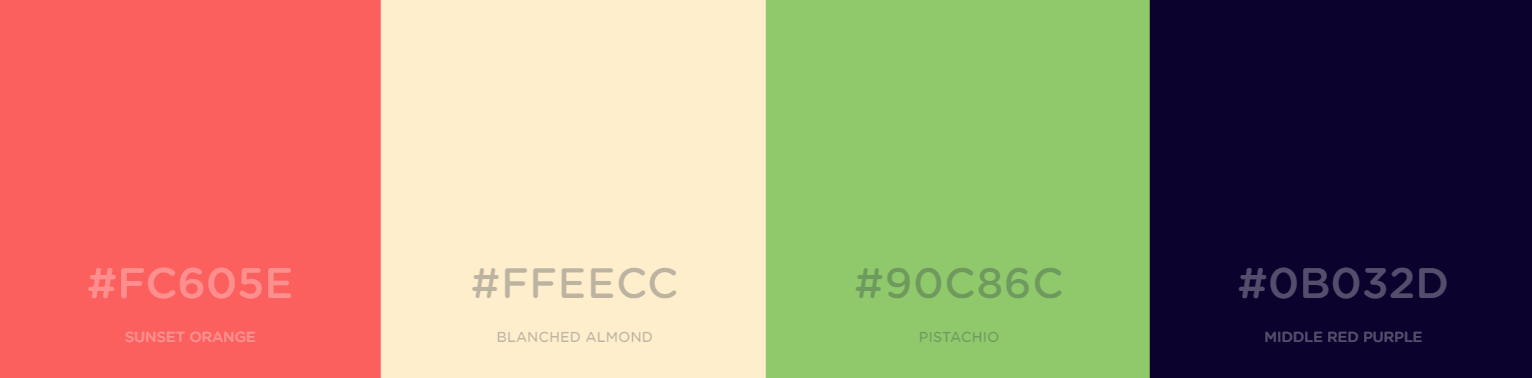 #FC605E
SUNSET ORANGE
#FFEECC
BLANCHED ALMOND
#90C86C
PISTACHIO
#0B032D
MIDDLE RED PURPLE